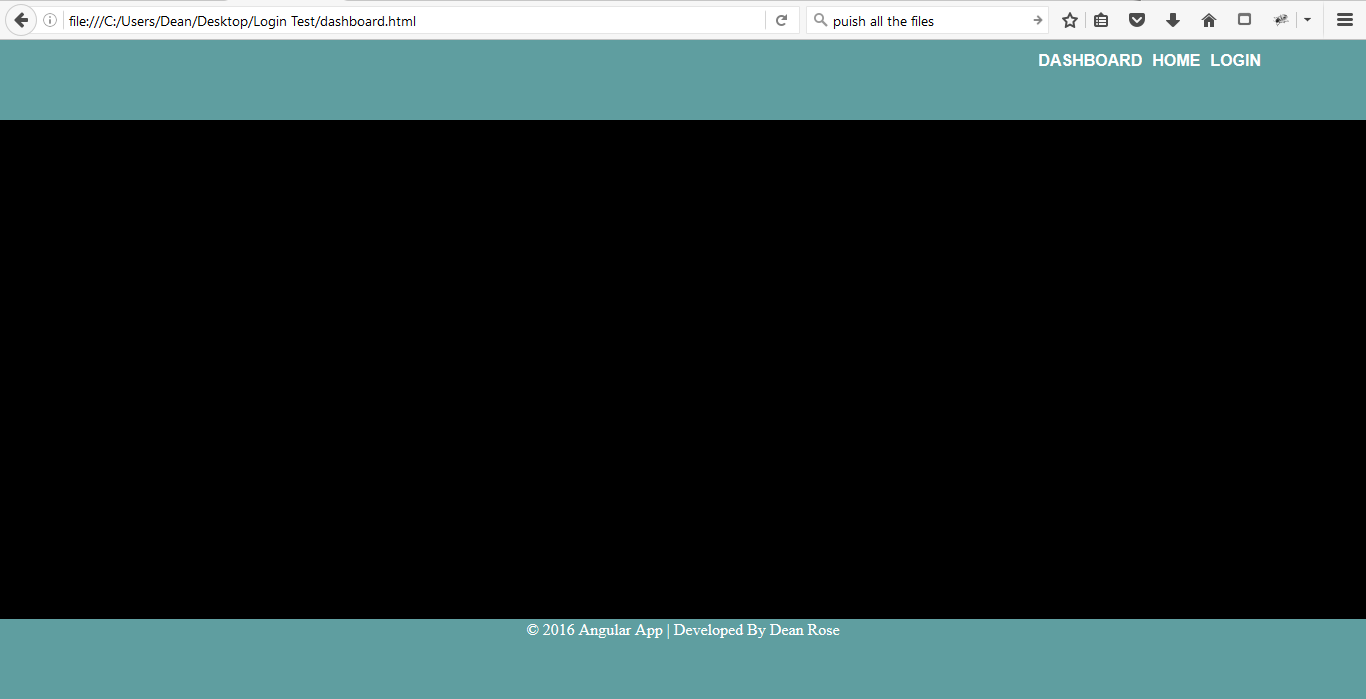 file:///C:/Users/Dean/Desktop/Login Test/dashboard.html
puish all the files
DASHBOARD HOME LOGIN
© 2016 Angular App | Developed By Dean Rose